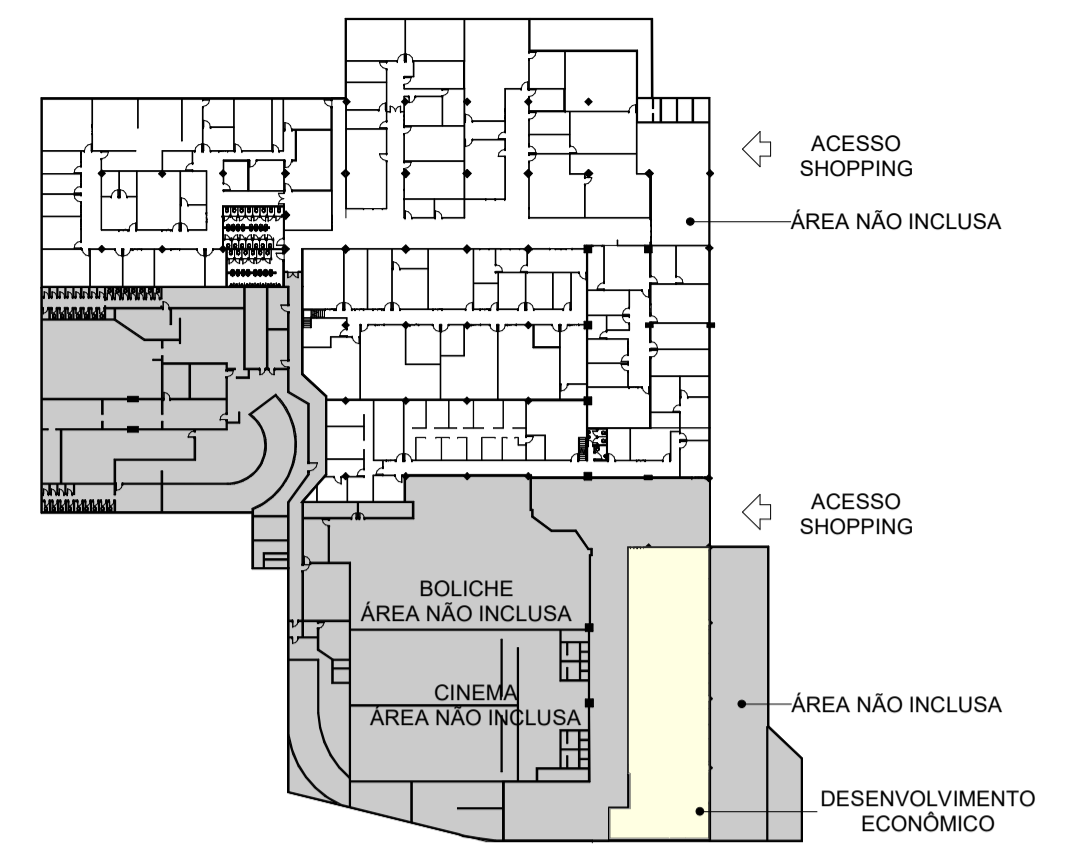 ACESSO
SHOPPING
ÁREA NÃO INCLUSA
ACESSO
SHOPPING
BOLICHE
ÁREA NÃO INCLUSA
CINEMA
ÁREA NÃO INCLUSA
ÁREA NÃO INCLUSA
DESENVOLVIMENTO
ECONÔMICO